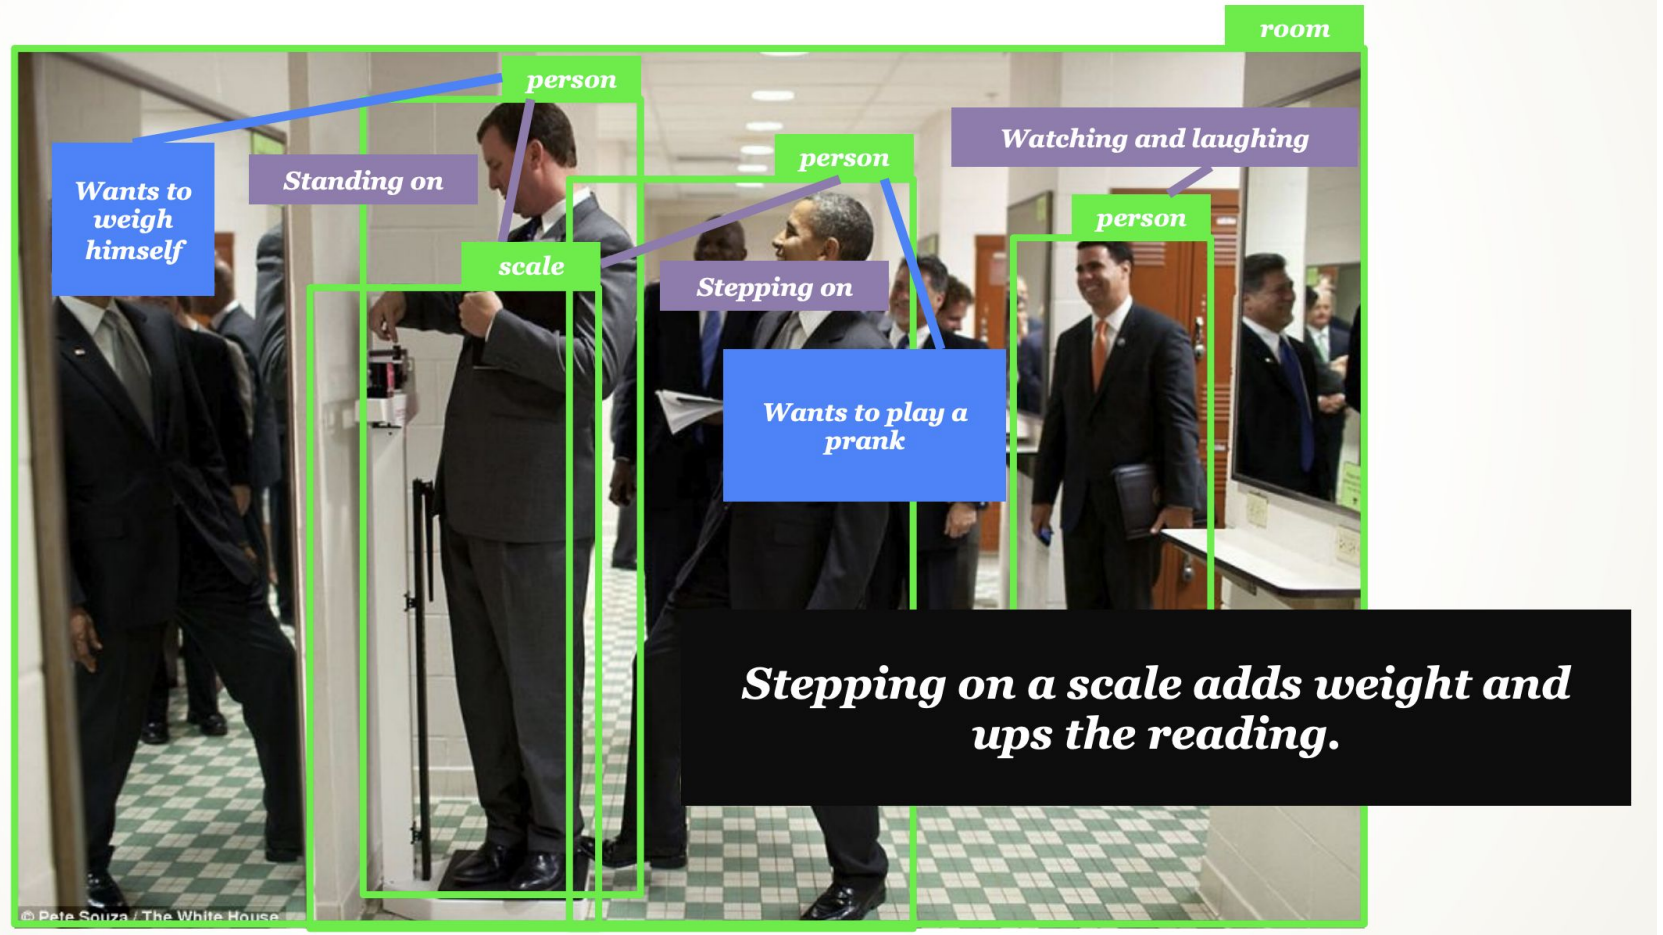 room
person
Watching and laughing
person
Standing on
Wants to
weigh
himself
person
scale
Stepping on
Wants to play a
prank
Stepping on a scale adds weight and
ups the reading.
© Pete Souza / The White House